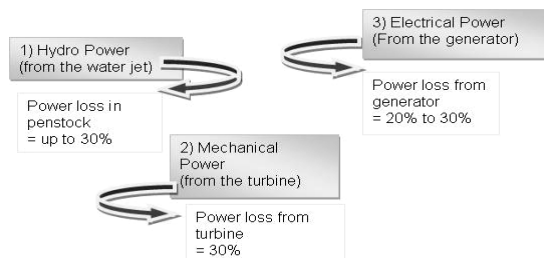 1) Hydro Power
(from the water jet)
Power loss in
penstock
= up to 30%
2) Mechanical
Power
(from the turbine)
Power loss from
turbine
= 30%
3) Electrical Power
(From the generator)
Power loss from
generator
= 20% to 30%